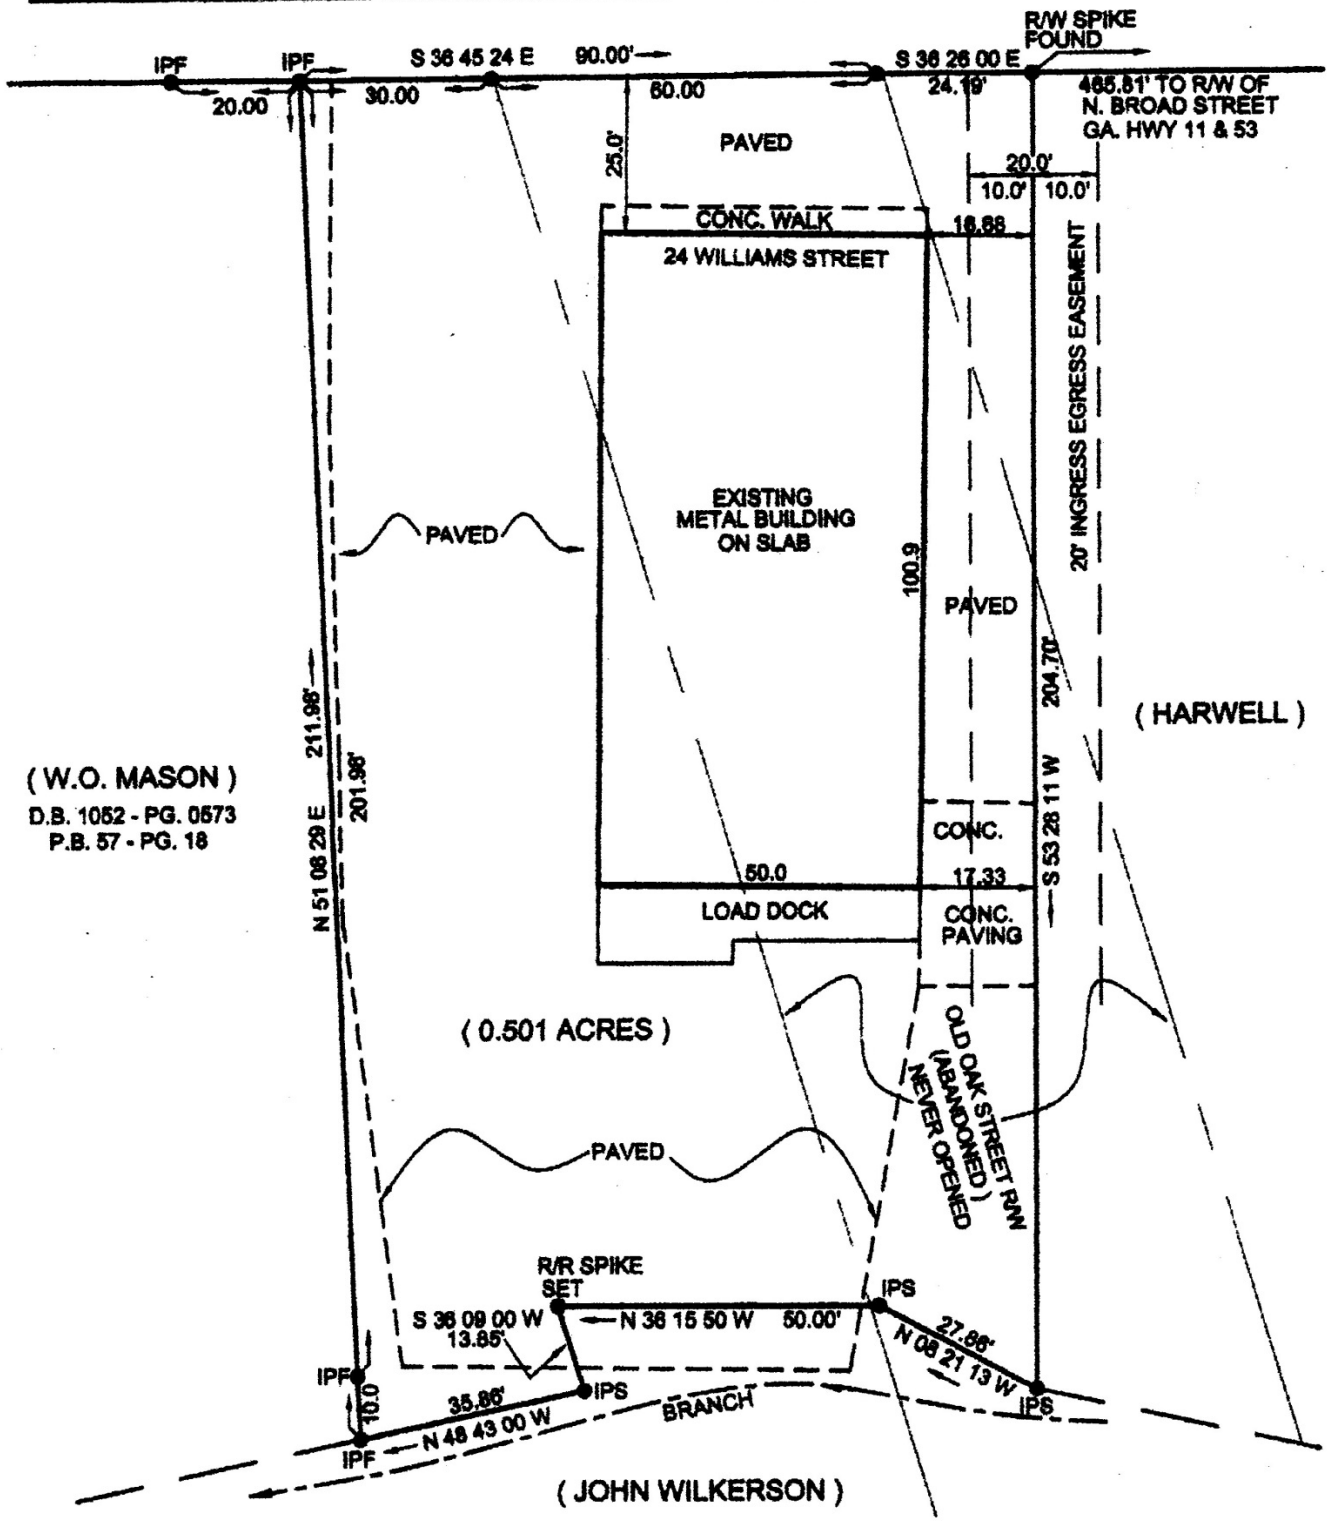 R/W SPIKE
FOUND
IPF
IPF
S 36 45 24 E
90.00'
S 36 26 00 E
20.00
30.00
60.00
24.19'
465.81' TO R/W OF
N. BROAD STREET
GA. HWY 11 & 53
25.0'
PAVED
20.0'
10.0'
10.0'
CONC. WALK
16.68
24 WILLIAMS STREET
20' INGRESS EGRESS EASEMENT
EXISTING
METAL BUILDING
ON SLAB
PAVED
100.9
PAVED
204.70'
S 53 28 11 W
( HARWELL )
211.98'
201.98'
N 51 08 29 E
( W.O. MASON )
D.B. 1052 - PG. 0573
P.B. 57 - PG. 18
CONC.
50.0
17.33
LOAD DOCK
CONC.
PAVING
( 0.501 ACRES )
OLD OAK STREET R/W
(ABANDONED )
NEVER OPENED
PAVED
R/R SPIKE
SET
IPS
S 36 09 00 W
13.85'
N 36 15 50 W
50.00'
27.86'
N 08 21 13 W
IPF
10.0
35.86'
IPS
BRANCH
IPS
N 48 43 00 W
IPF
( JOHN WILKERSON )